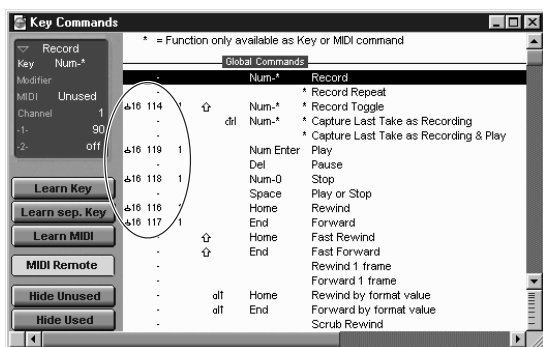 Key Commands
* = Function only available as Key or MIDI command
Global Commands
Record
Key Num-*
Modifier
MIDI Unused
Channel 1
-1- 90
-2- off
Learn Key
Learn sep. Key
Learn MIDI
MIDI Remote
Hide Unused
Hide Used
- Num-* Record
- * Record Repeat
16 114 1 ⇧ Num-* * Record Toggle
- ctrl Num-* * Capture Last Take as Recording
- * Capture Last Take as Recording & Play
16 119 1 Num Enter Play
- Del Pause
16 118 1 Num-0 Stop
- Space Play or Stop
16 116 1 Home Rewind
16 117 1 End Forward
- ⇧ Home Fast Rewind
- ⇧ End Fast Forward
- Rewind 1 frame
- Forward 1 frame
- alt Home Rewind by format value
- alt End Forward by format value
- Scrub Rewind